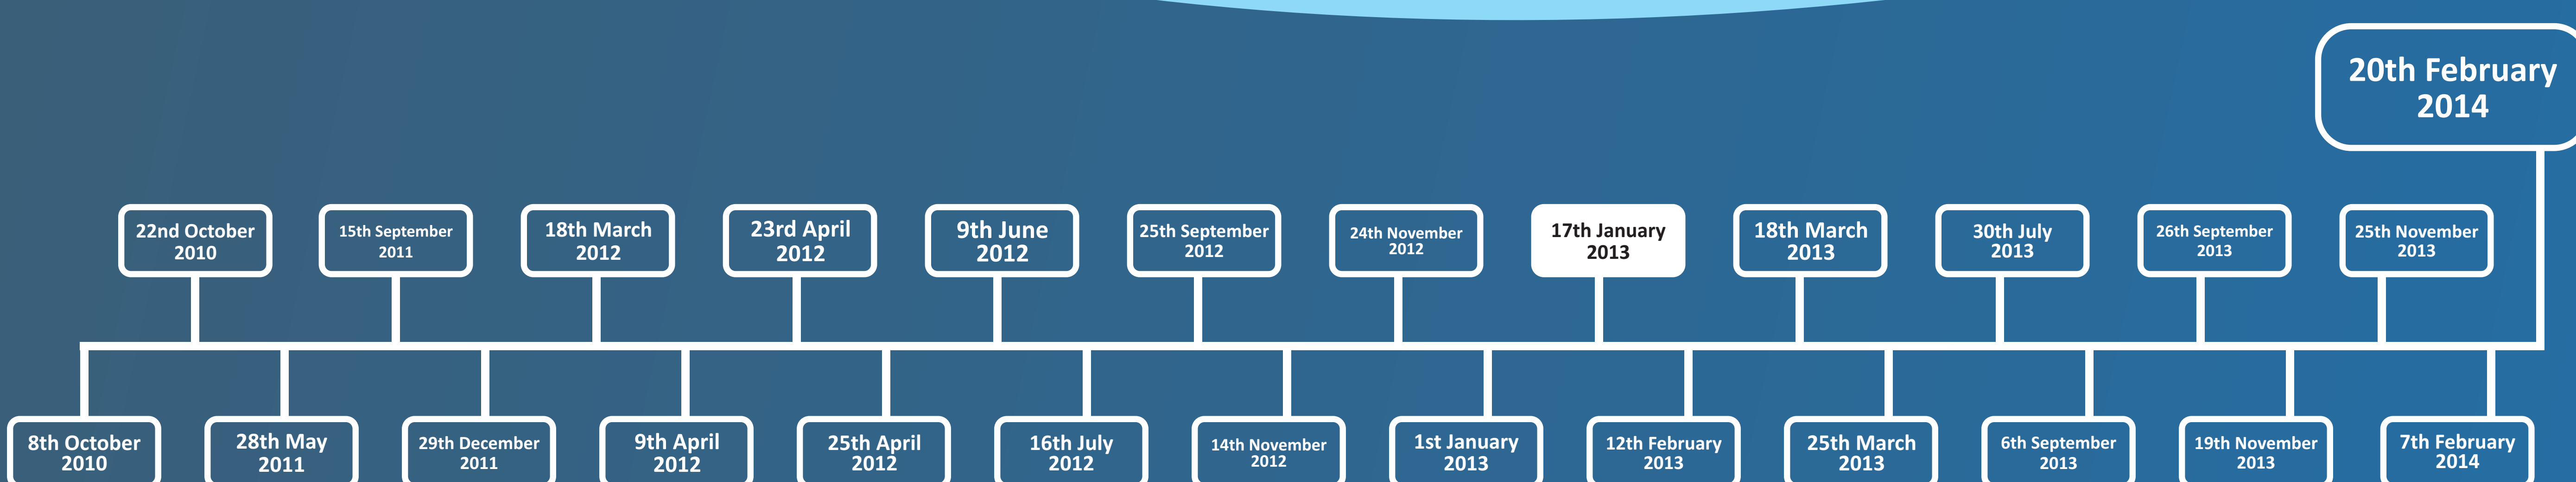 20th February
2014
22nd October
2010
15th September
2011
18th March
2012
23rd April
2012
9th June
2012
25th September
2012
24th November
2012
17th January
2013
18th March
2013
30th July
2013
26th September
2013
25th November
2013
8th October
2010
28th May
2011
29th December
2011
9th April
2012
25th April
2012
16th July
2012
14th November
2012
1st January
2013
12th February
2013
25th March
2013
6th September
2013
19th November
2013
7th February
2014